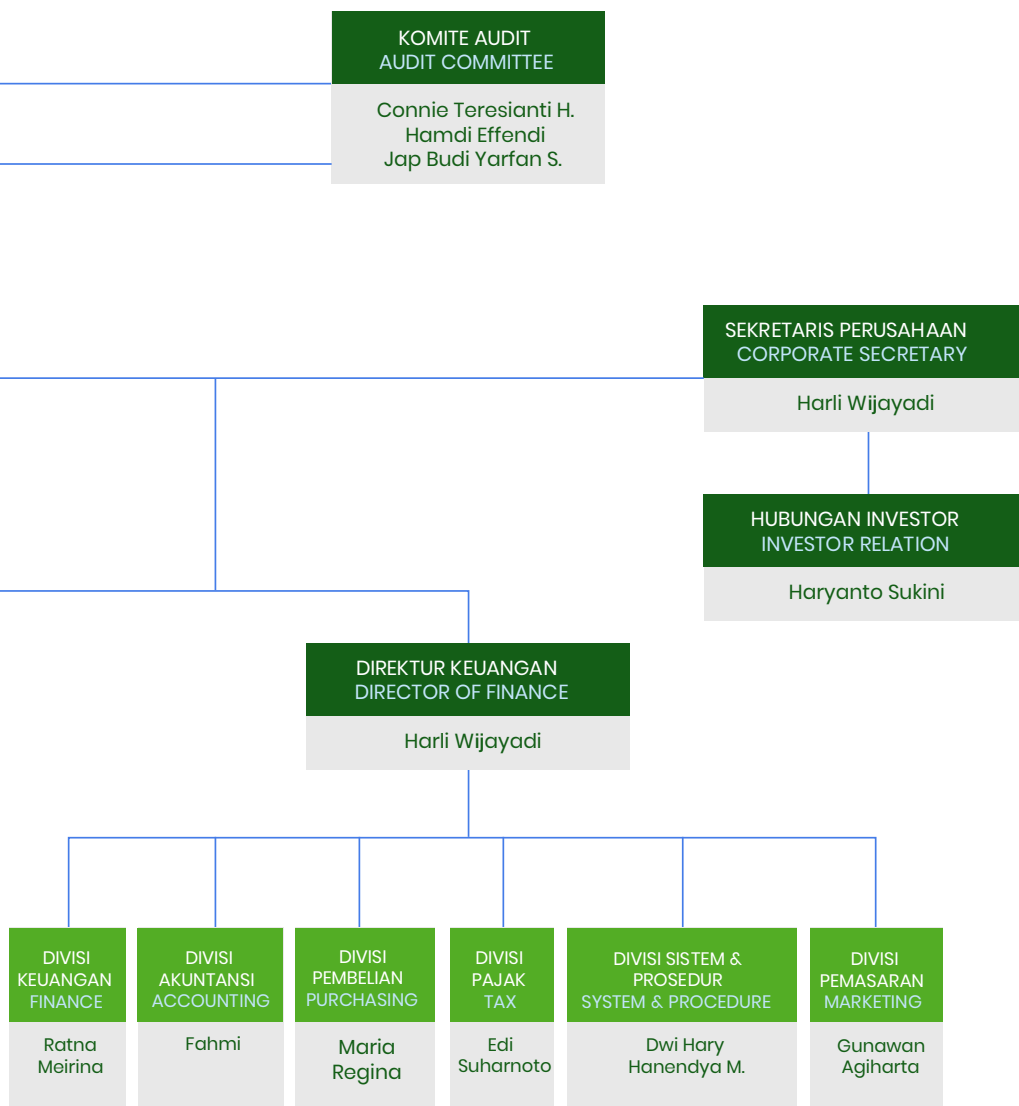 KOMITE AUDIT
AUDIT COMMITTEE
Connie Teresianti H.
Hamdi Effendi
Jap Budi Yarfan S.
SEKRETARIS PERUSAHAAN
CORPORATE SECRETARY
Harli Wijayadi
HUBUNGAN INVESTOR
INVESTOR RELATION
Haryanto Sukini
DIREKTUR KEUANGAN
DIRECTOR OF FINANCE
Harli Wijayadi
DIVISI
KEUANGAN
FINANCE
Ratna
Meirina
DIVISI
AKUNTANSI
ACCOUNTING
Fahmi
DIVISI
PEMBELIAN
PURCHASING
Maria
Regina
DIVISI
PAJAK
TAX
Edi
Suharnoto
DIVISI SISTEM &
PROSEDUR
SYSTEM & PROCEDURE
Dwi Hary
Hanendya M.
DIVISI
PEMASARAN
MARKETING
Gunawan
Agiharta